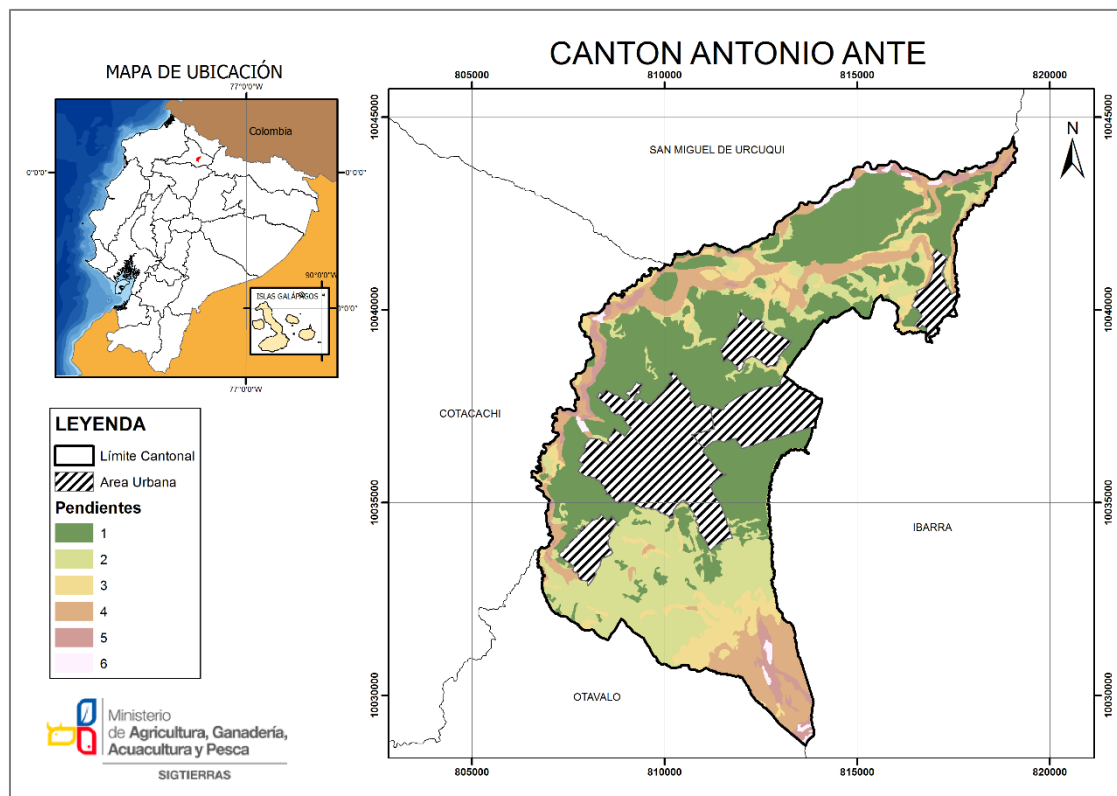 CANTON ANTONIO ANTE
MAPA DE UBICACIÓN
77°0'0"W
Colombia
0°0'0"
0°0'0"
90°0'0"W
ISLAS GALÁPAGOS
77°0'0"W
LEYENDA
Límite Cantonal
Area Urbana
Pendientes
1
2
3
4
5
6
Ministerio
de Agricultura, Ganadería,
Acuacultura y Pesca
SIGTIERRAS
805000
810000
815000
820000
10045000
10045000
N
SAN MIGUEL DE URCUQUI
10040000
10040000
COTACACHI
10035000
10035000
IBARRA
OTAVALO
10030000
10030000
805000
810000
815000
820000